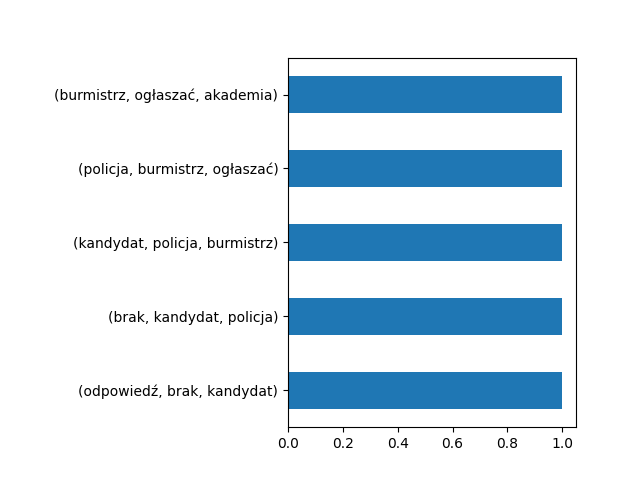 (burmistrz, ogłaszać, akademia)
(policja, burmistrz, ogłaszać)
(kandydat, policja, burmistrz)
(brak, kandydat, policja)
(odpowiedź, brak, kandydat)
0.0 0.2 0.4 0.6 0.8 1.0